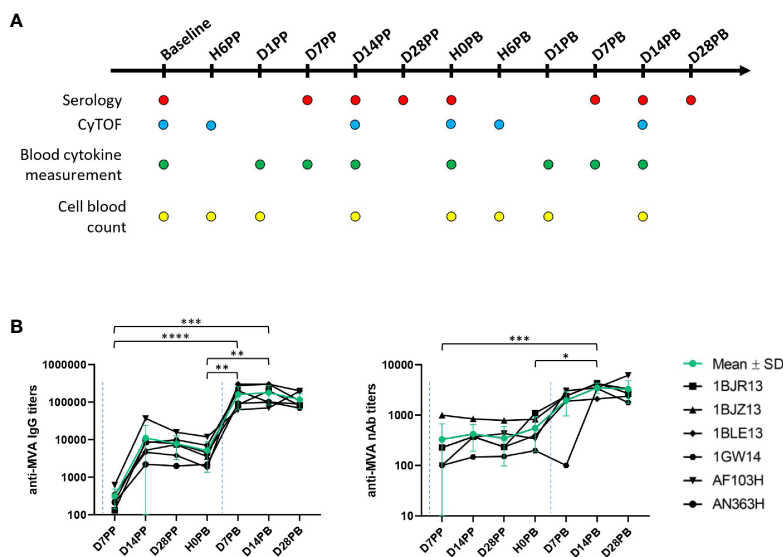 A
Baseline H6PP D1PP D7PP D14PP D28PP H0PB H6PB D1PB D7PB D14PB D28PB
Serology
CyTOF
Blood cytokine
measurement
Cell blood
count
B
***
****
**
**
anti-MVA IgG titers
1000000
100000
10000
1000
100
D7PP D14PP D28PP H0PB D7PB D14PB D28PB
***
*
anti-MVA nAb titers
10000
1000
100
10
D7PP D14PP D28PP H0PB D7PB D14PB D28PB
Mean ± SD
1BJR13
1BJZ13
1BLE13
1GW14
AF103H
AN363H